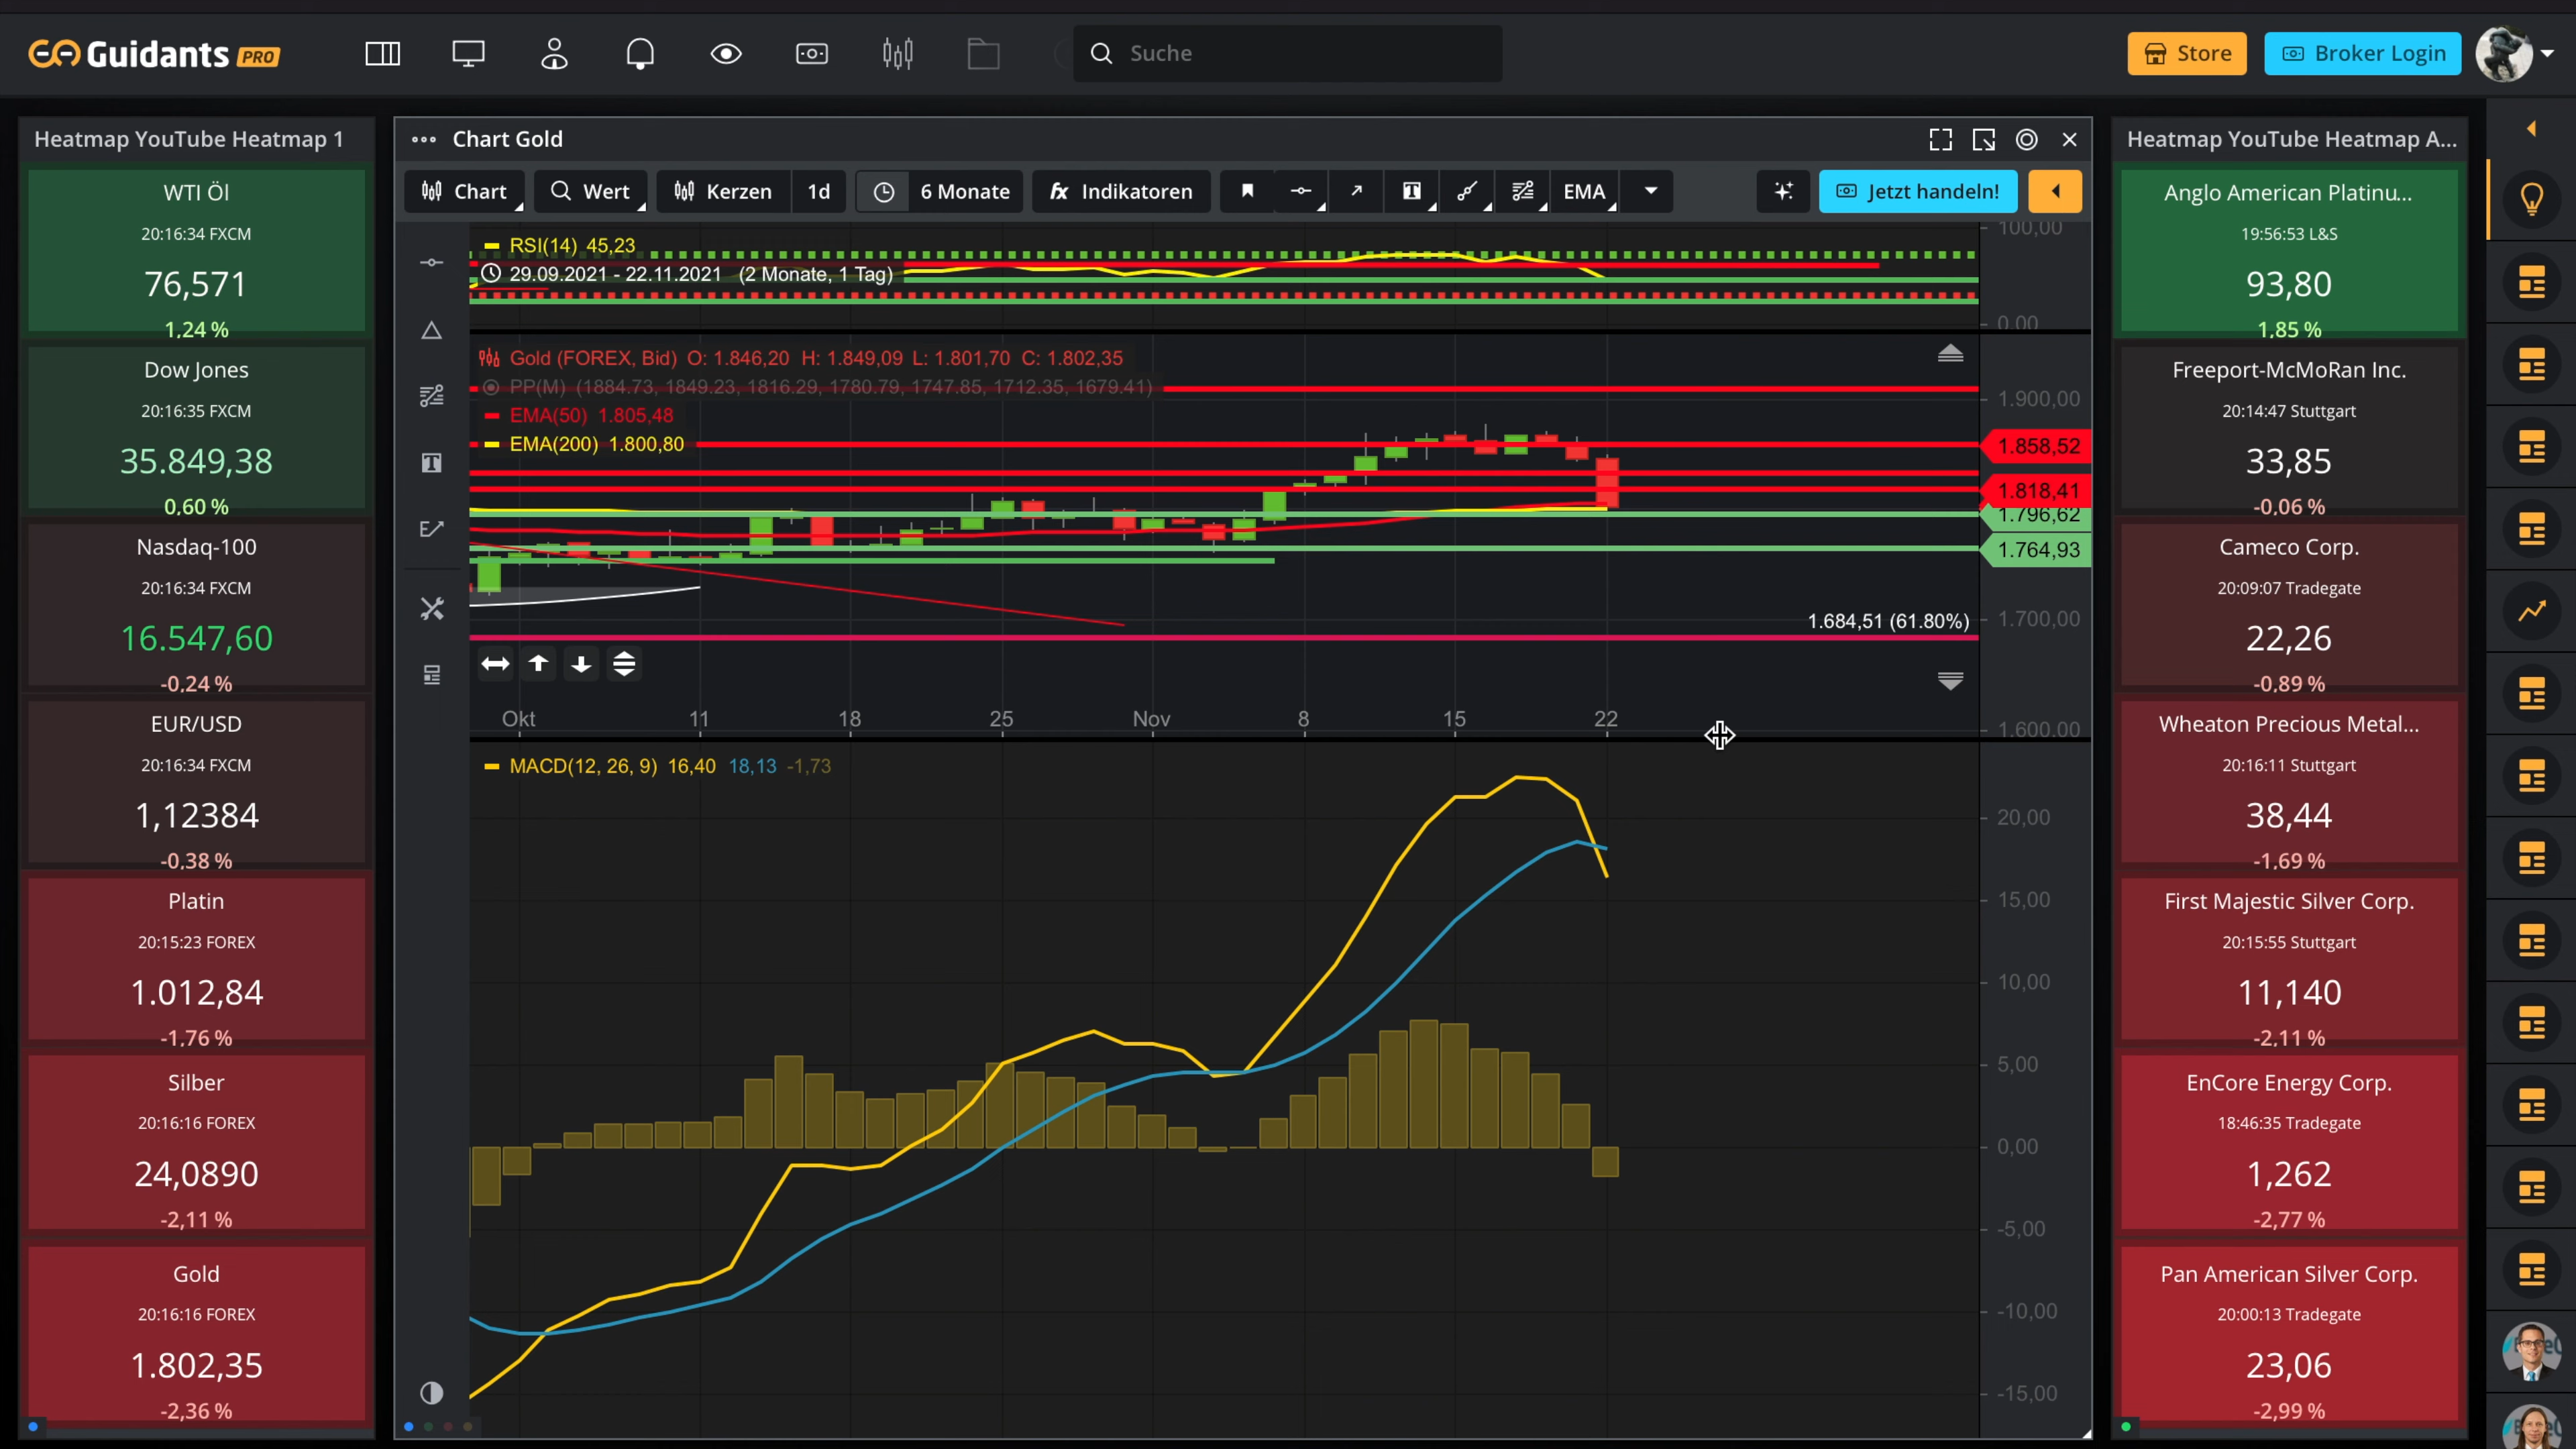 Guidants PRO
Suche
Store
Broker Login
Heatmap YouTube Heatmap 1
WTI Öl
20:16:34 FXCM
76,571
1,24 %
Dow Jones
20:16:35 FXCM
35.849,38
0,60 %
Nasdaq-100
20:16:34 FXCM
16.547,60
-0,24 %
EUR/USD
20:16:34 FXCM
1,12384
-0,38 %
Platin
20:15:23 FOREX
1.012,84
-1,76 %
Silber
20:16:16 FOREX
24,0890
-2,11 %
Gold
20:16:16 FOREX
1.802,35
-2,36 %
Chart Gold
Chart
Wert
Kerzen
1d
6 Monate
fx Indikatoren
T
EMA
Jetzt handeln!
RSI(14) 45,23
29.09.2021 - 22.11.2021 (2 Monate, 1 Tag)
100,00
0,00
Gold (FOREX, Bid) O: 1.846,20 H: 1.849,09 L: 1.801,70 C: 1.802,35
PP(M) (1884.73, 1849.23, 1816.29, 1780.79, 1747.85, 1712.35, 1679.41)
EMA(50) 1.805,48
EMA(200) 1.800,80
1.900,00
1.858,52
1.818,41
1.796,62
1.764,93
1.684,51 (61.80%)
1.700,00
1.600,00
Okt
11
18
25
Nov
8
15
22
MACD(12, 26, 9) 16,40 18,13 -1,73
20,00
15,00
10,00
5,00
0,00
-5,00
-10,00
-15,00
Heatmap YouTube Heatmap A...
Anglo American Platinu...
19:56:53 L&S
93,80
1,85 %
Freeport-McMoRan Inc.
20:14:47 Stuttgart
33,85
-0,06 %
Cameco Corp.
20:09:07 Tradegate
22,26
-0,89 %
Wheaton Precious Metal...
20:16:11 Stuttgart
38,44
-1,69 %
First Majestic Silver Corp.
20:15:55 Stuttgart
11,140
-2,11 %
EnCore Energy Corp.
18:46:35 Tradegate
1,262
-2,77 %
Pan American Silver Corp.
20:00:13 Tradegate
23,06
-2,99 %